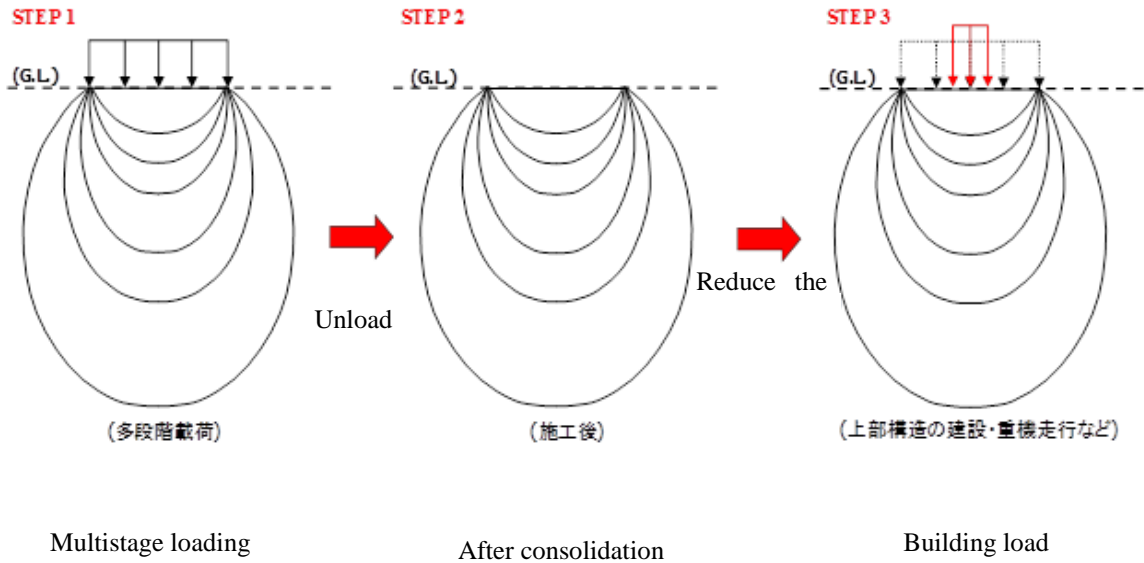 STEP 1
STEP 2
STEP 3
(G.L.)
(G.L.)
(G.L.)
Reduce the
Unload
(多段階載荷)
(施工後)
(上部構造の建設・重機走行など)
Multistage loading
After consolidation
Building load